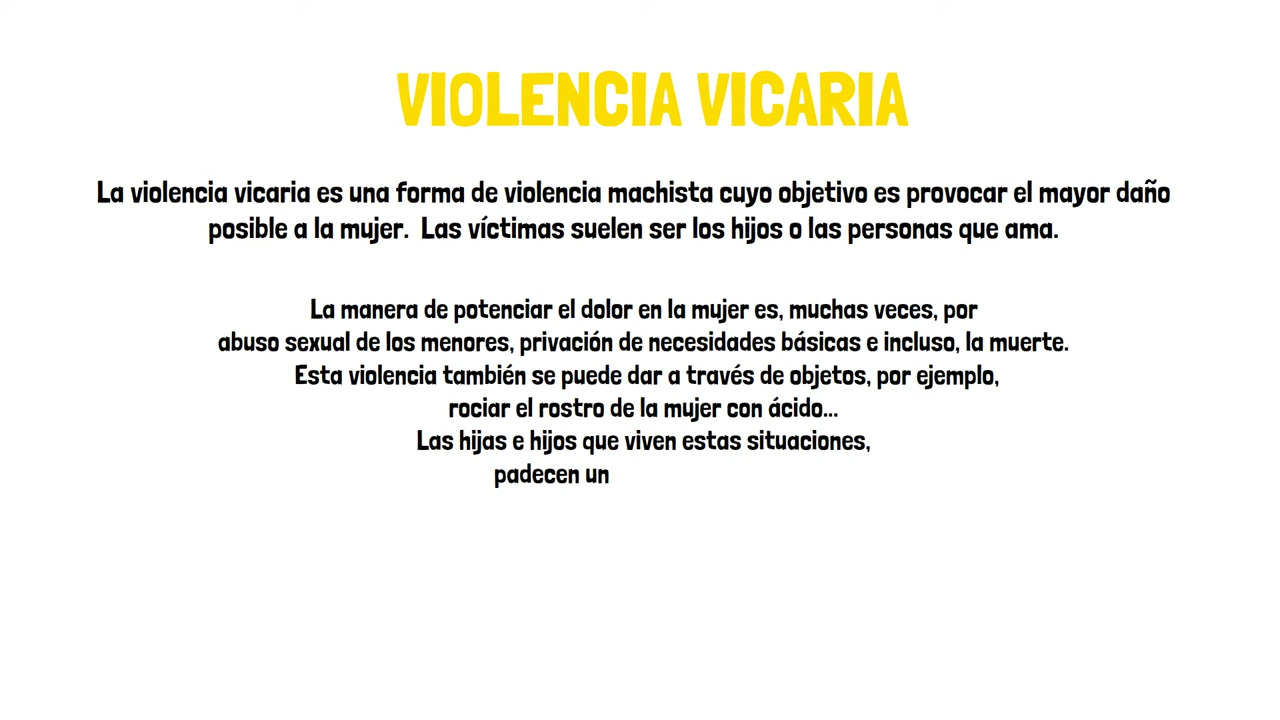 VIOLENCIA VICARIA
La violencia vicaria es una forma de violencia machista cuyo objetivo es provocar el mayor daño
posible a la mujer. Las víctimas suelen ser los hijos o las personas que ama.
La manera de potenciar el dolor en la mujer es, muchas veces, por
abuso sexual de los menores, privación de necesidades básicas e incluso, la muerte.
Esta violencia también se puede dar a través de objetos, por ejemplo,
rociar el rostro de la mujer con ácido...
Las hijas e hijos que viven estas situaciones,
padecen un